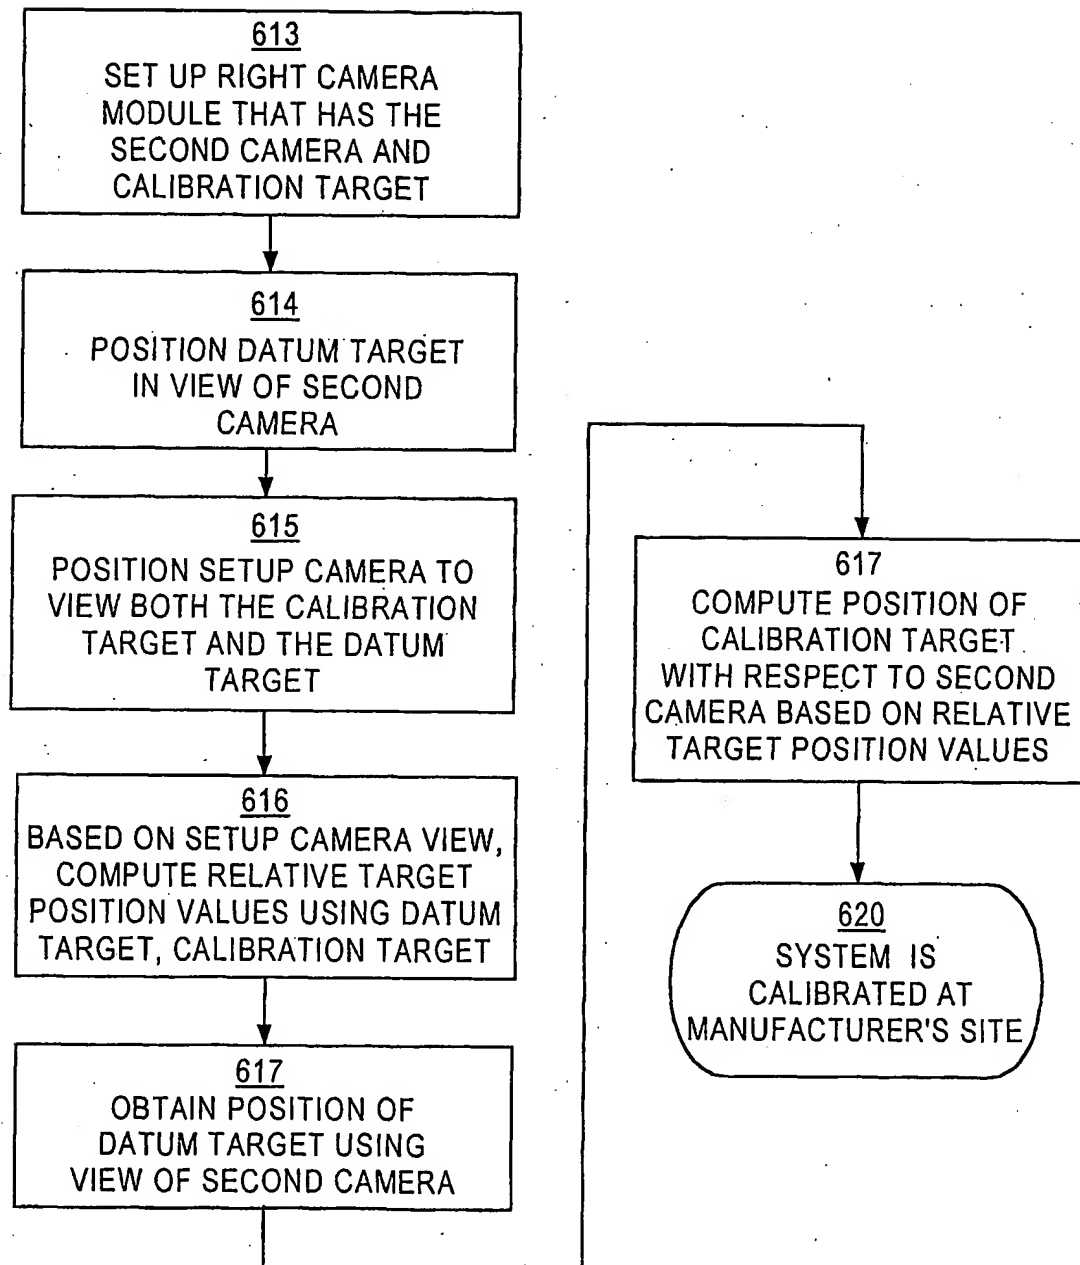 613
SET UP RIGHT CAMERA
MODULE THAT HAS THE
SECOND CAMERA AND
CALIBRATION TARGET
614
POSITION DATUM TARGET
IN VIEW OF SECOND
CAMERA
615
POSITION SETUP CAMERA TO
VIEW BOTH THE CALIBRATION
TARGET AND THE DATUM
TARGET
616
BASED ON SETUP CAMERA VIEW,
COMPUTE RELATIVE TARGET
POSITION VALUES USING DATUM
TARGET, CALIBRATION TARGET
617
OBTAIN POSITION OF
DATUM TARGET USING
VIEW OF SECOND CAMERA
617
COMPUTE POSITION OF
CALIBRATION TARGET
WITH RESPECT TO SECOND
CAMERA BASED ON RELATIVE
TARGET POSITION VALUES
620
SYSTEM IS
CALIBRATED AT
MANUFACTURER'S SITE